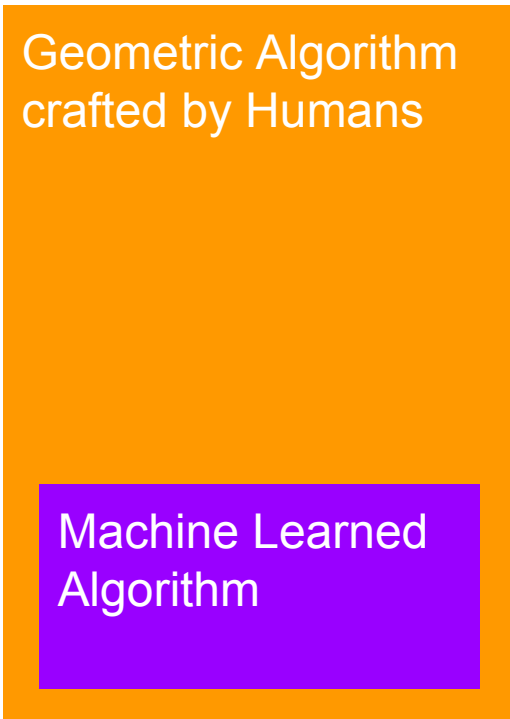 Geometric Algorithm
crafted by Humans
Machine Learned
Algorithm